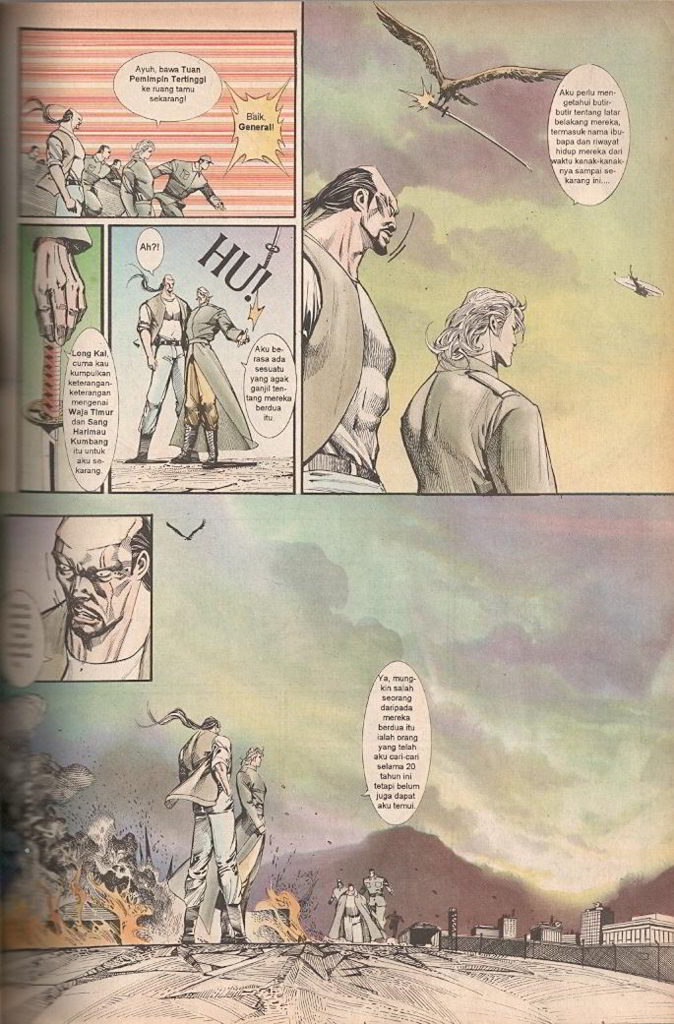 Ayuh, bawa Tuan
Pemimpin Tertinggi
ke ruang tamu
sekarang!
Baik
General!
Aku perlu men-
getahui butir-
butir tentang latar
belakang mereka,
termasuk nama ibu-
bapa dan riwayat
hidup mereka dari
waktu kanak-kanak-
nya sampai se-
karang ini....
Long Kai,
cuma kau
kumpulkan
keterangan-
keterangan
mengenai
Waja Timur
dan Sang
Harimau
Kumbang
itu untuk
aku se-
karang.
Ah?!
HU!
Aku be-
rasa ada
sesuatu
yang agak
ganjil ten-
tang mereka
berdua
itu.
Ya, mung-
kin salah
seorang
daripada
mereka
berdua itu
ialah orang
yang telah
aku cari-cari
selama 20
tahun ini
tetapi belum
juga dapat
aku temui.